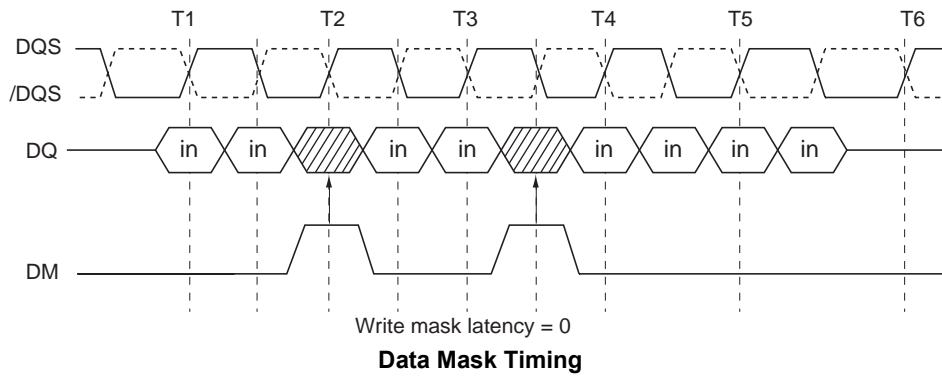 T1 T2 T3 T4 T5 T6
DQS
/DQS
DQ in in in in in in in in
DM
Write mask latency = 0
Data Mask Timing